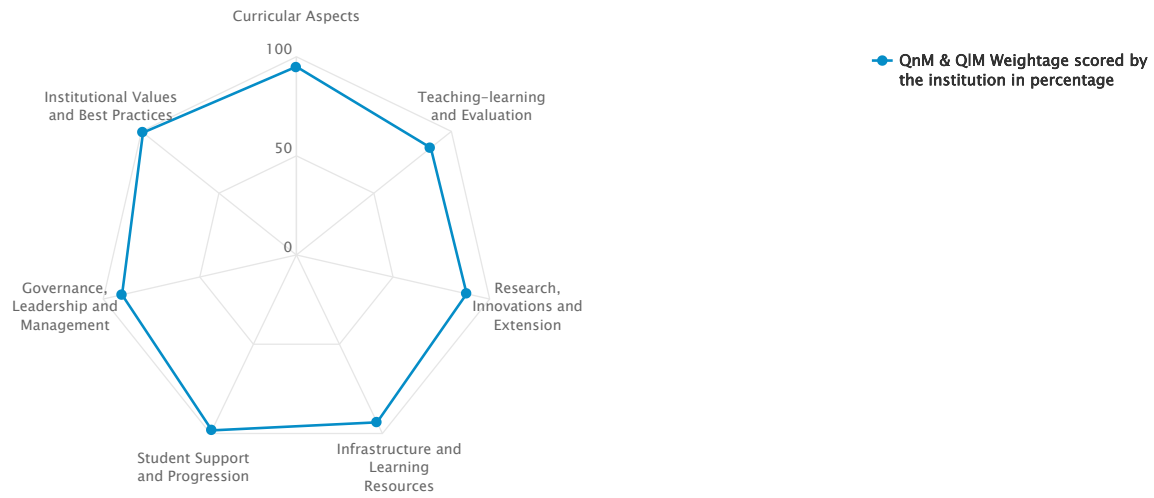 Curricular Aspects
100
QnM & QlM Weightage scored by
the institution in percentage
Institutional Values
and Best Practices
Teaching-learning
and Evaluation
50
0
Governance,
Leadership and
Management
Research,
Innovations and
Extension
Student Support
and Progression
Infrastructure and
Learning
Resources